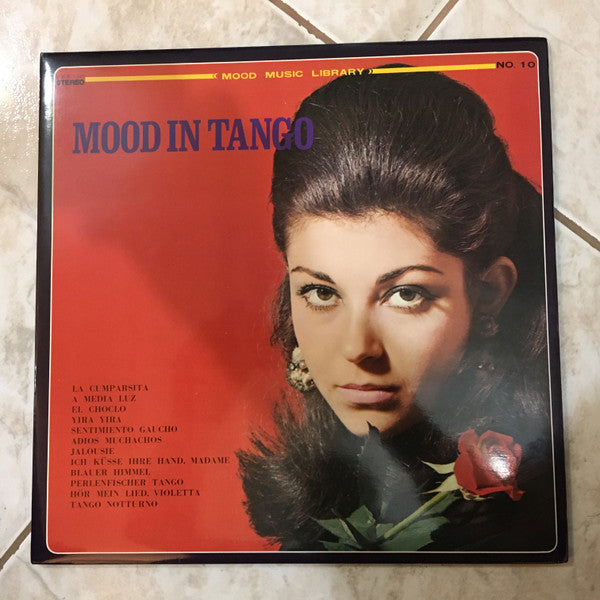 STEREO
MOOD MUSIC LIBRARY
NO. 10
MOOD IN TANGO
LA CUMPARSITA
A MEDIA LUZ
EL CHOCLO
YIRA YIRA
SENTIMIENTO GAUCHO
ADIOS MUCHACHOS
JALOUSIE
ICH KÜSSE IHRE HAND, MADAME
BLAUER HIMMEL
PERLENFISCHER TANGO
HÖR MEIN LIED, VIOLETTA
TANGO NOTTURNO